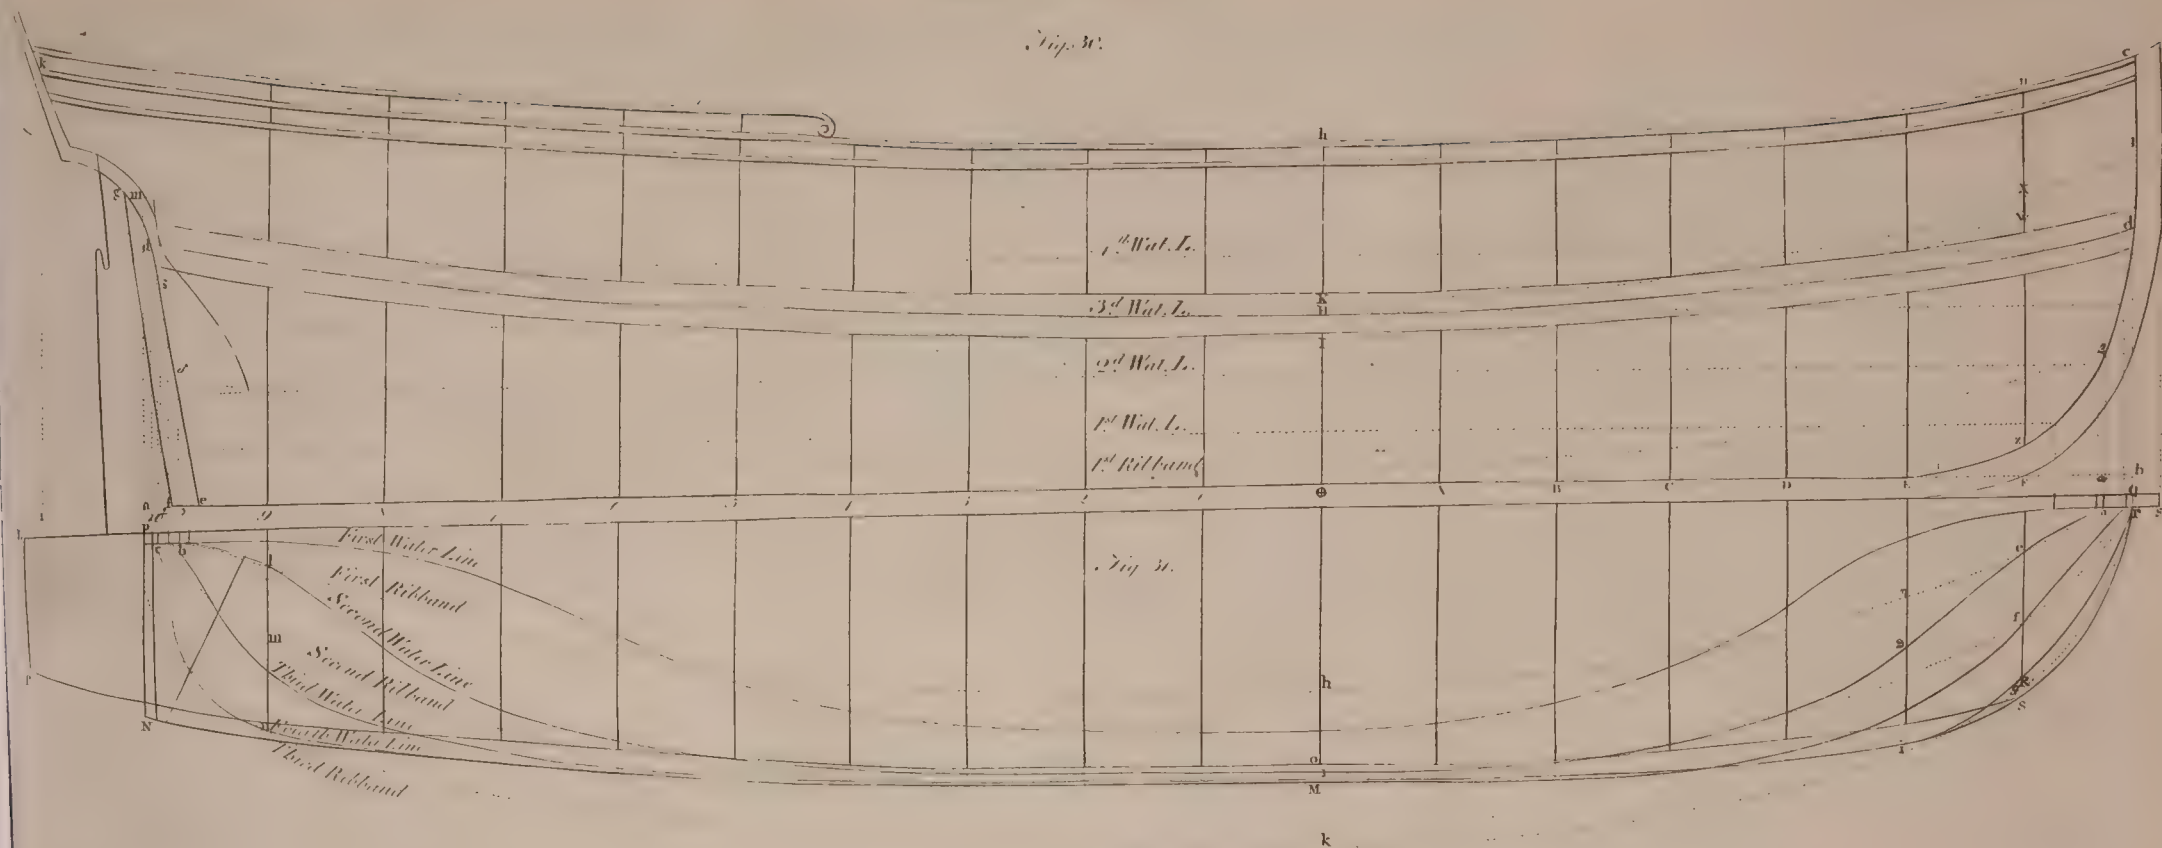 Fig. 30.
k
c
h
n
g m
X
w
d
4th Wat. L.
K
3d Wat. L.
H
I
2d Wat. L.
1st Wat. L.
z
1st Ribband
b
a
e
⊕
A
B
C
D
E
F
P
L
c
b
First Water Line
First Ribband
Second Water Line
Second Ribband
Third Water Line
Fourth Water Line
Third Ribband
Fig. 31.
l
m
e
f
h
N
S
o
M
k